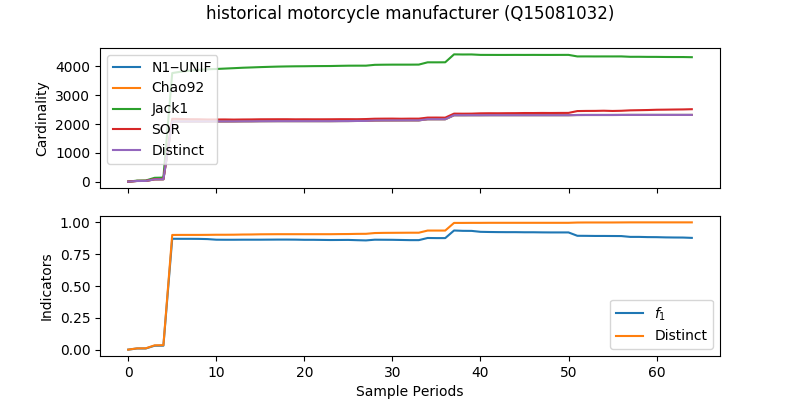 historical motorcycle manufacturer (Q15081032)
Cardinality
4000
3000
2000
1000
0
N1−UNIF
Chao92
Jack1
SOR
Distinct
Indicators
1.00
0.75
0.50
0.25
0.00
f1
Distinct
0 10 20 30 40 50 60
Sample Periods